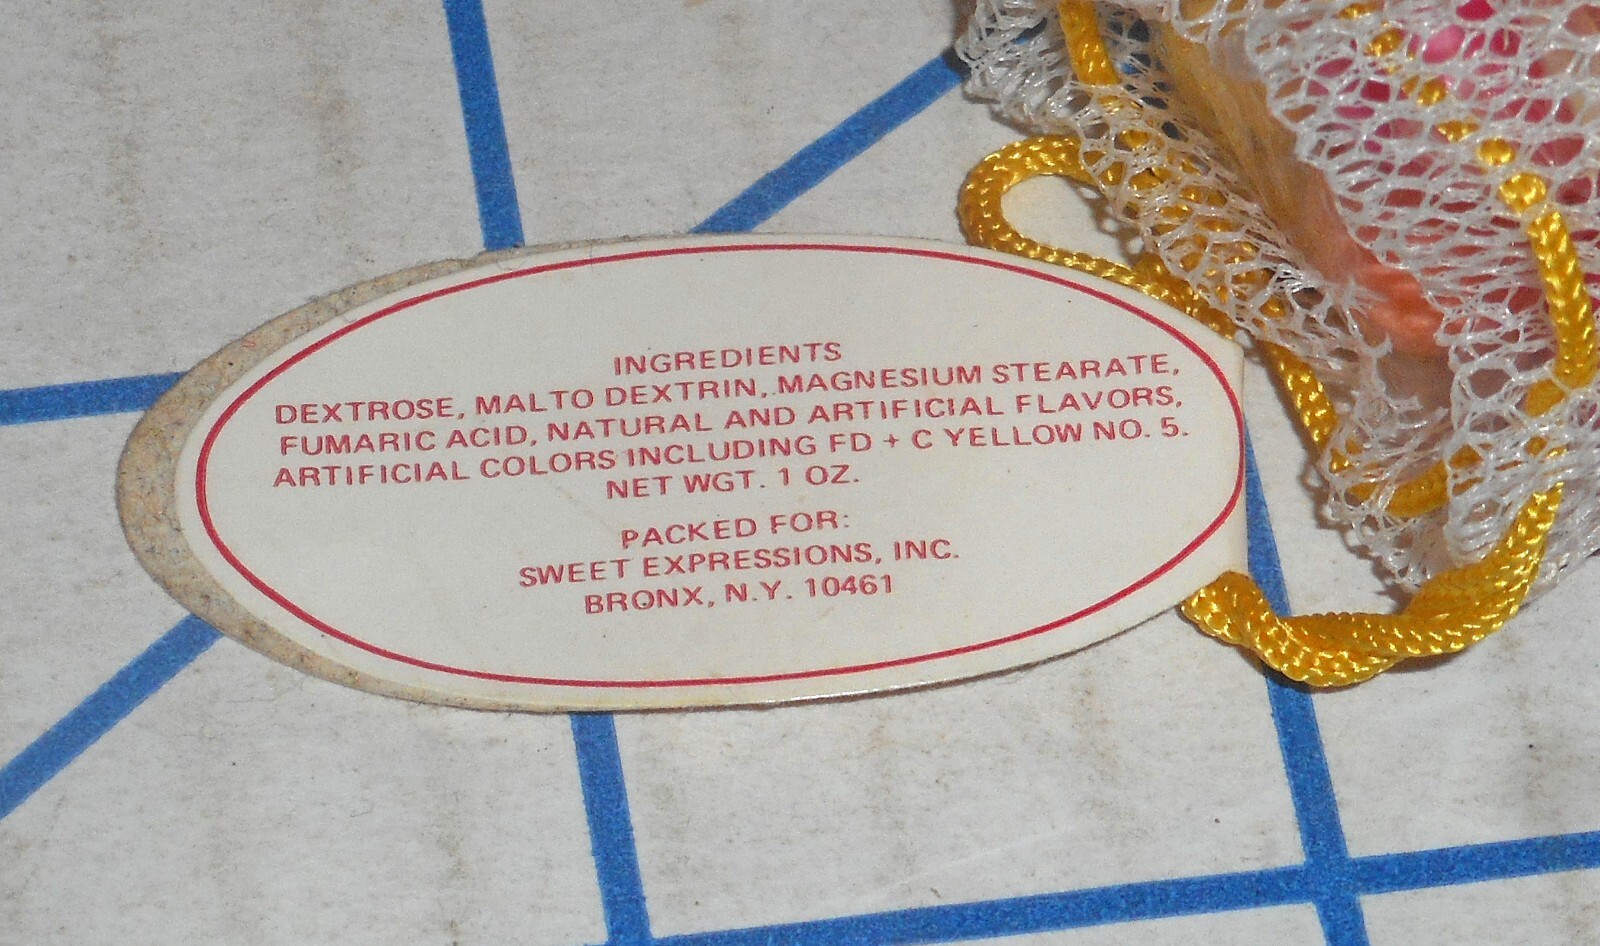 INGREDIENTS
DEXTROSE, MALTO DEXTRIN, MAGNESIUM STEARATE,
FUMARIC ACID, NATURAL AND ARTIFICIAL FLAVORS,
ARTIFICIAL COLORS INCLUDING FD + C YELLOW NO. 5.
NET WGT. 1 OZ.
PACKED FOR:
SWEET EXPRESSIONS, INC.
BRONX, N.Y. 10461